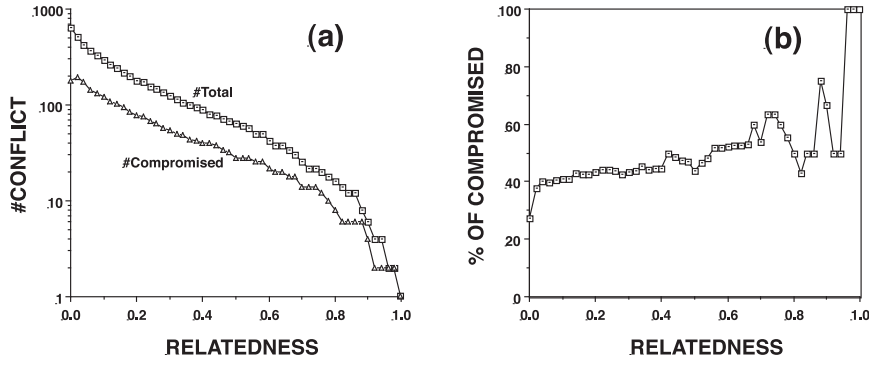 1000
100
10
1
#CONFLICT
(a)
#Total
#Compromised
0.0 0.2 0.4 0.6 0.8 1.0
RELATEDNESS
100
80
60
40
20
0
% OF COMPROMISED
(b)
0.0 0.2 0.4 0.6 0.8 1.0
RELATEDNESS